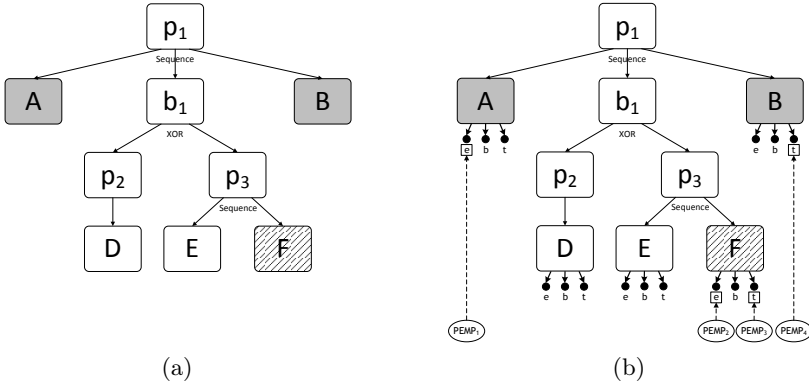 p1
Sequence
A
b1
B
XOR
p2
p3
Sequence
D
E
F
(a)
p1
Sequence
A
b1
B
e b t
XOR
e b t
p2
p3
Sequence
D
E
F
e b t
e b t
e b t
PEMP1
PEMP2
PEMP3
PEMP4
(b)